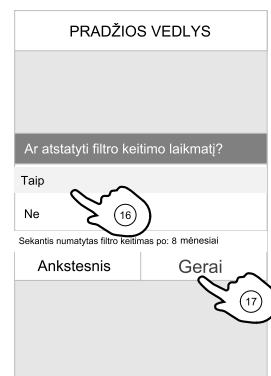 PRADŽIOS VEDLYS
Ar atstatyti filtro keitimo laikmatį?
Taip
Ne
16
Sekantis numatytas filtro keitimas po: 8 mėnesiai
Ankstesnis
Gerai
17